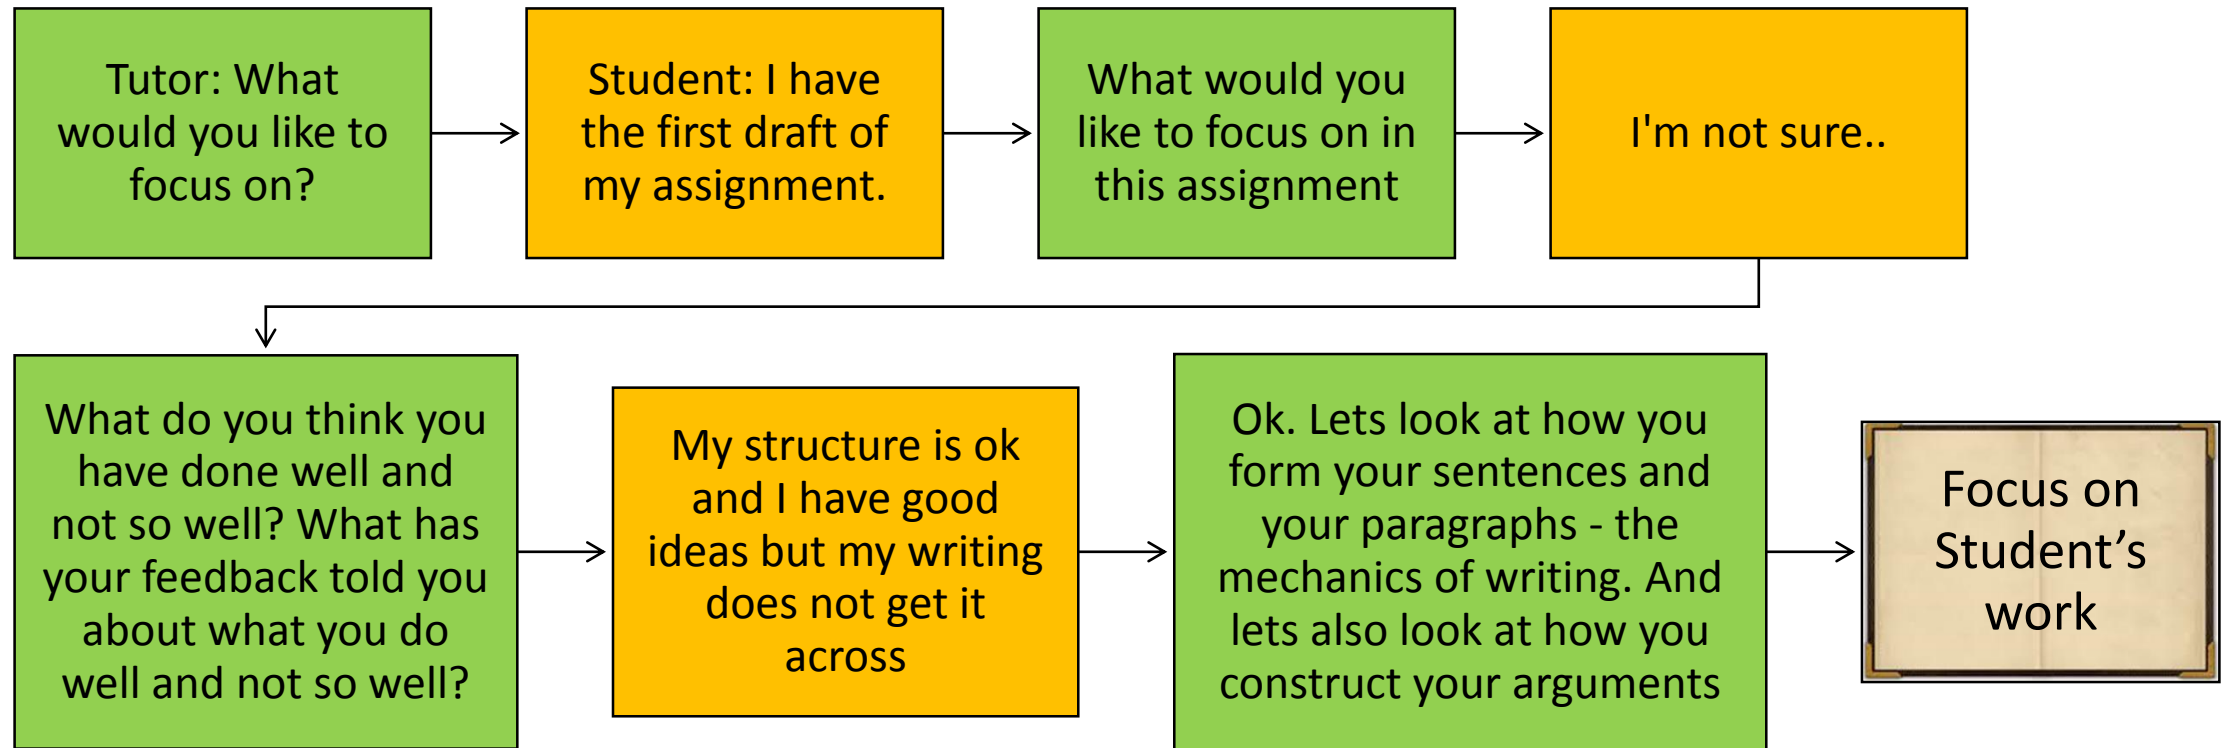 Tutor: What
would you like to
focus on?
Student: I have
the first draft of
my assignment.
What would you
like to focus on in
this assignment
I'm not sure..
What do you think you
have done well and
not so well? What has
your feedback told you
about what you do
well and not so well?
My structure is ok
and I have good
ideas but my writing
does not get it
across
Ok. Lets look at how you
form your sentences and
your paragraphs - the
mechanics of writing. And
lets also look at how you
construct your arguments
Focus on
Student’s
work